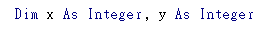 Dim x As Integer, y As Integer